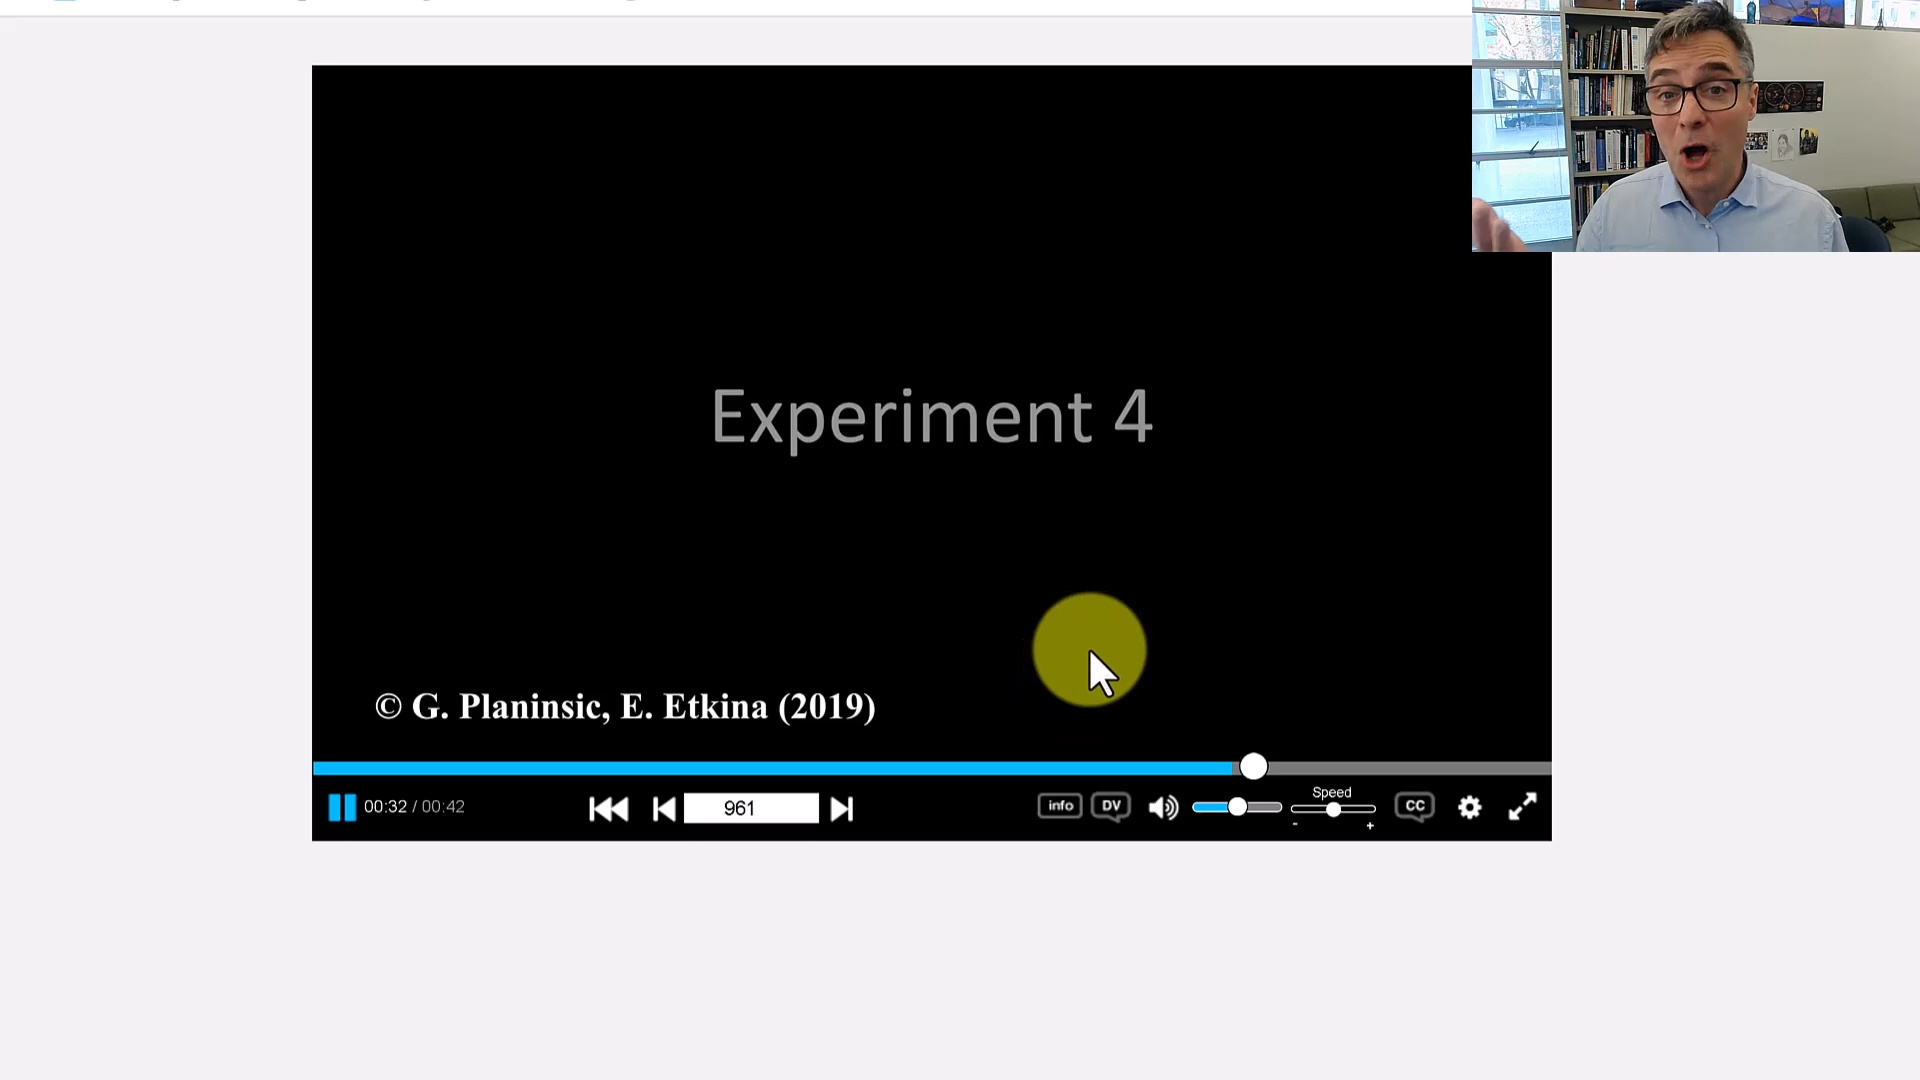 Experiment 4
© G. Planinsic, E. Etkina (2019)
00:32 / 00:42
961
info
DV
Speed
- +
CC